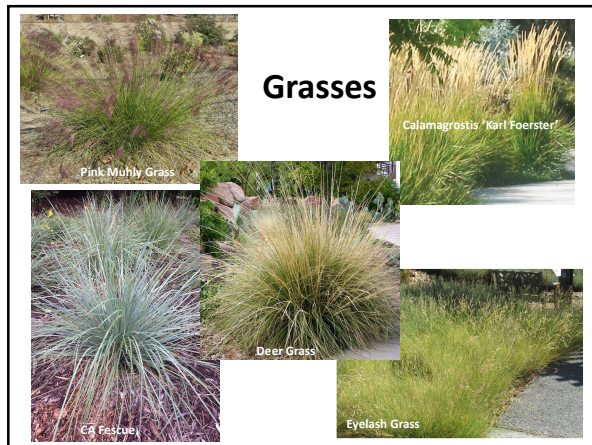 Grasses
Calamagrostis 'Karl Foerster'
Pink Muhly Grass
Deer Grass
CA Fescue
Eyelash Grass